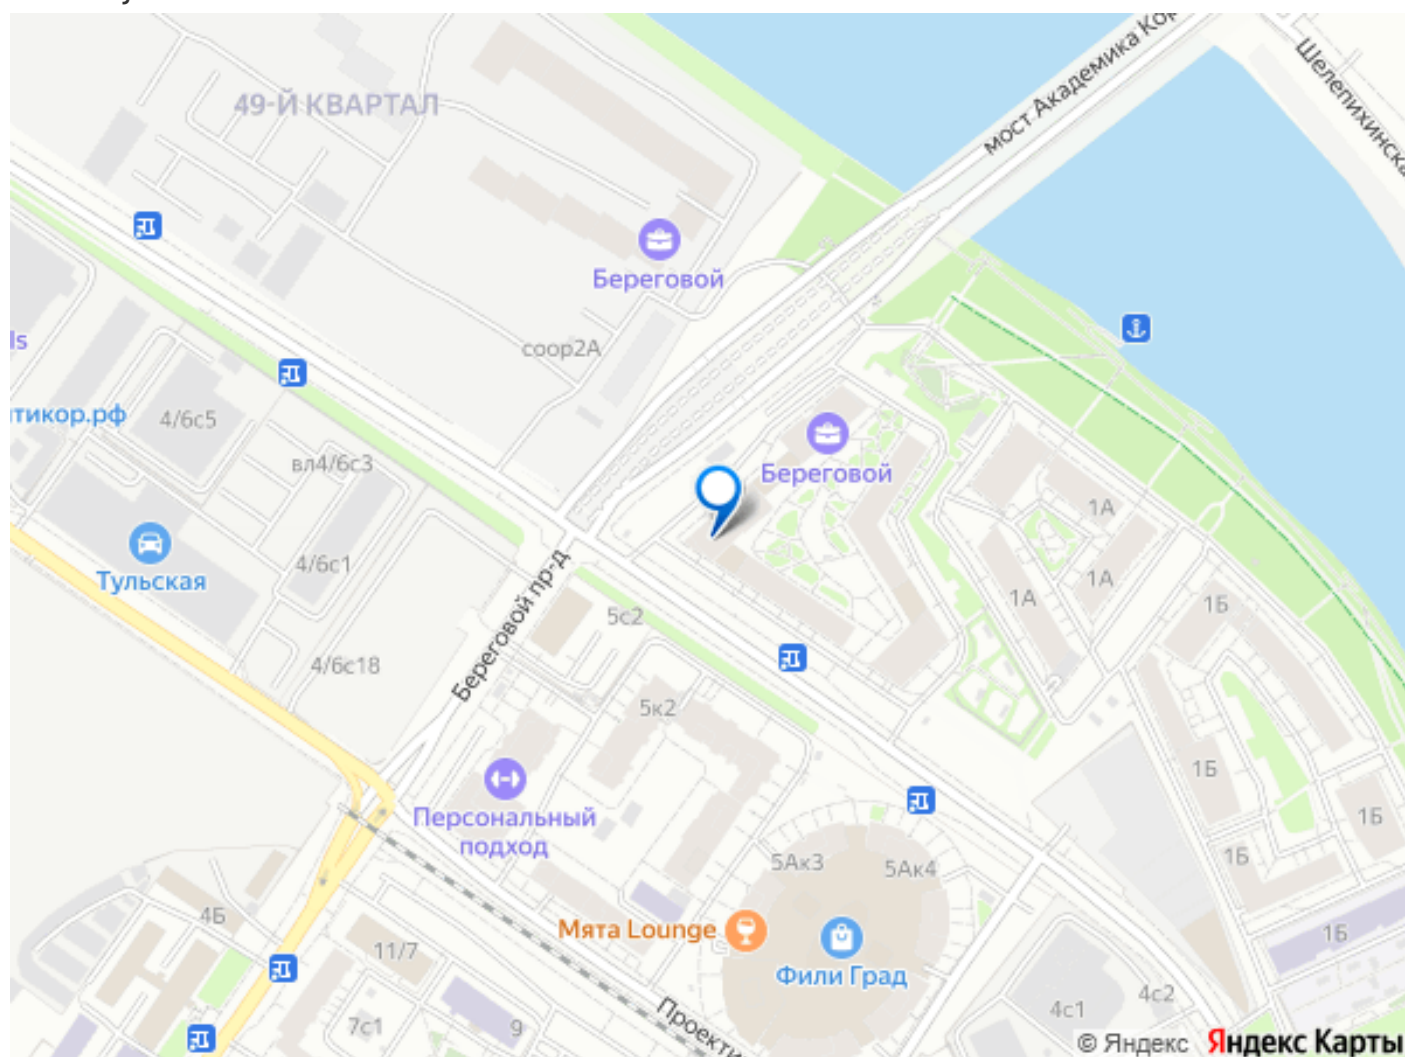 49-Й КВАРТАЛ
мост Академика Кор
Шелепихинска
Береговой
ls
соор2А
тикор.рф
4/6с5
вл4/6с3
Береговой
1А
Тульская
4/6с1
1А
1А
1Б
Береговой пр-д
5с2
4/6с18
5к2
1Б
Персональный
подход
1Б
5Ак3
5Ак4
1Б
4Б
Мята Lounge
1Б
11/7
Фили Град
4с2
4с1
7с1
9
Проекти
© Яндекс Яндекс Карты